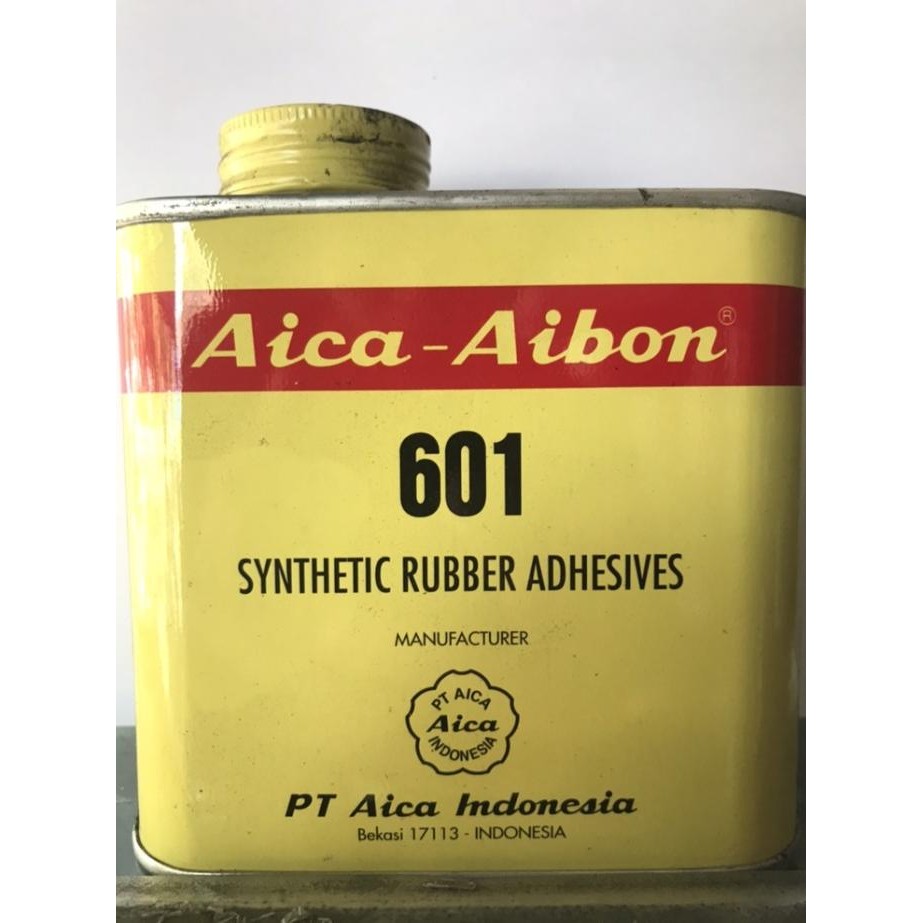 Aica-Aibon®
601
SYNTHETIC RUBBER ADHESIVES
MANUFACTURER
PT AICA
Aica
INDONESIA
PT Aica Indonesia
Bekasi 17113 - INDONESIA